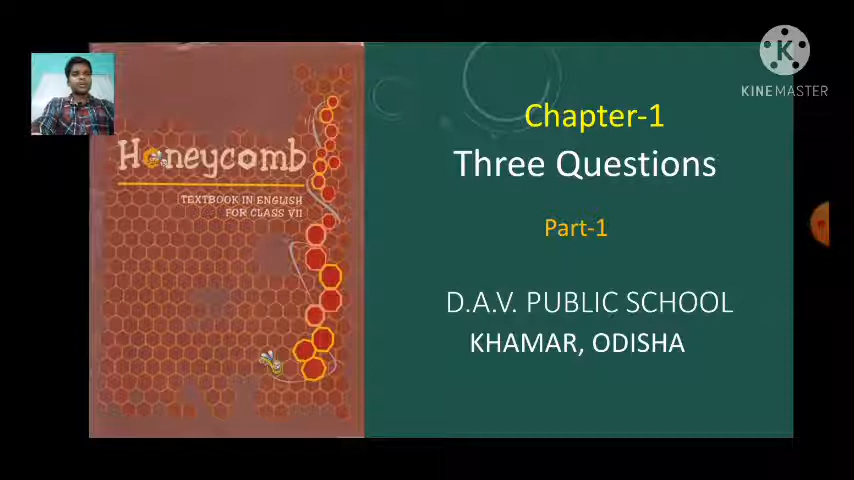 Honeycomb
TEXTBOOK IN ENGLISH
FOR CLASS VII
Chapter-1
Three Questions
Part-1
D.A.V. PUBLIC SCHOOL
KHAMAR, ODISHA
K
KINEMASTER